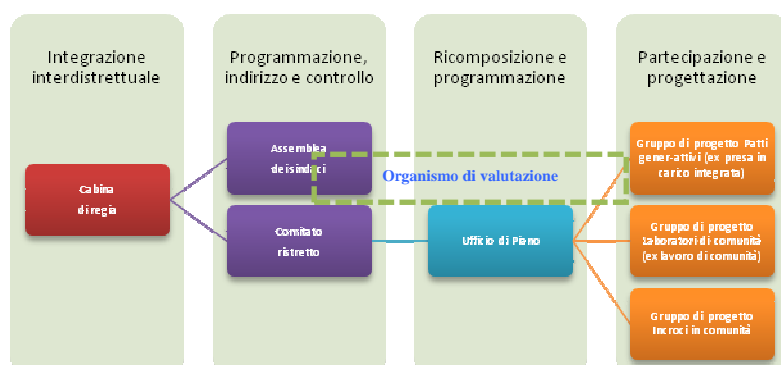 Integrazione
interdistrettuale
Programmazione,
indirizzo e controllo
Ricomposizione e
programmazione
Partecipazione e
progettazione
Cabina
di regia
Assemblea
dei sindaci
Comitato
ristretto
Organismo di valutazione
Ufficio di Piano
Gruppo di progetto Patti
gener-attivi (ex presa in
carico integrata)
Gruppo di progetto
Laboratori di comunità
(ex lavoro di comunità)
Gruppo di progetto
Incroci in comunità